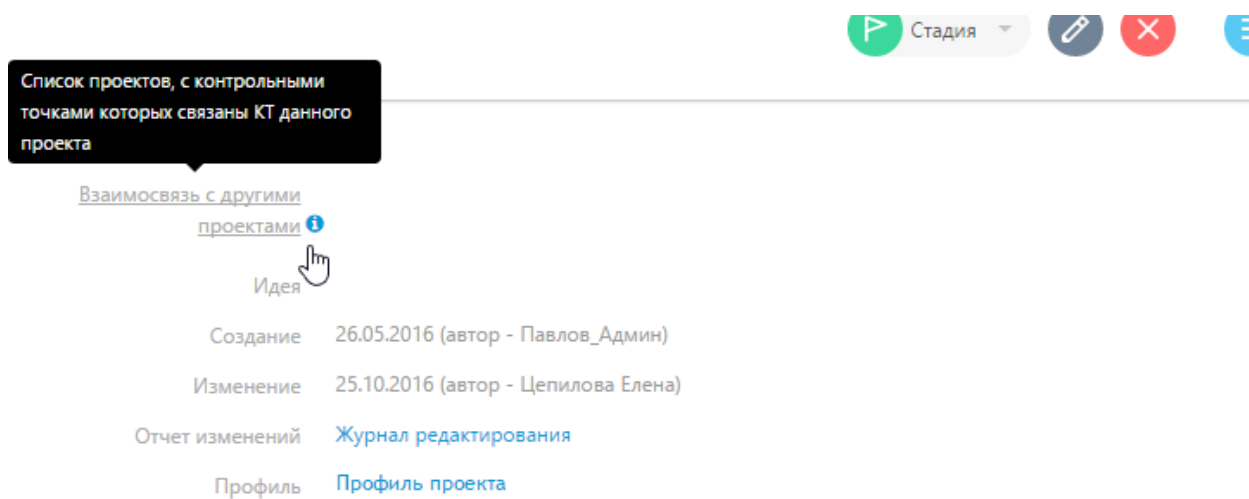 Стадия
Список проектов, с контрольными
точками которых связаны КТ данного
проекта
Взаимосвязь с другими
проектами
Идея
Создание 26.05.2016 (автор - Павлов_Админ)
Изменение 25.10.2016 (автор - Цепилова Елена)
Отчет изменений Журнал редактирования
Профиль Профиль проекта